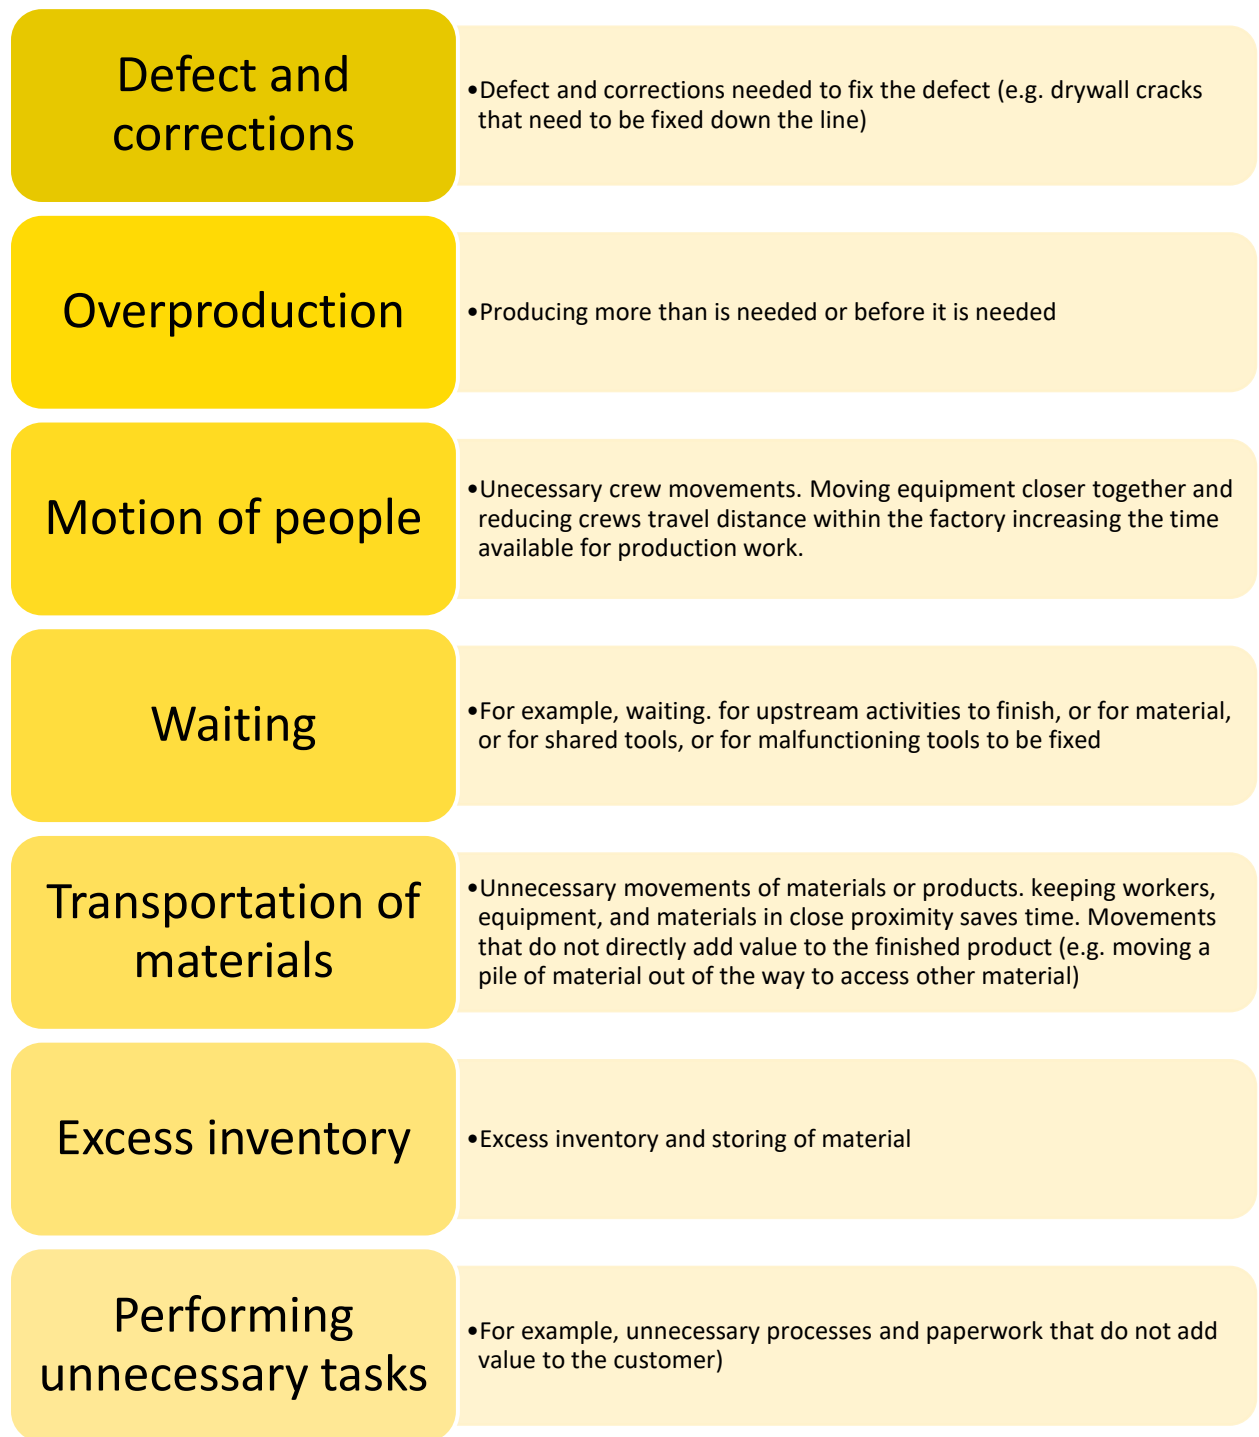 Defect and
corrections
•Defect and corrections needed to fix the defect (e.g. drywall cracks
that need to be fixed down the line)
Overproduction
•Producing more than is needed or before it is needed
Motion of people
•Unecessary crew movements. Moving equipment closer together and
reducing crews travel distance within the factory increasing the time
available for production work.
Waiting
•For example, waiting. for upstream activities to finish, or for material,
or for shared tools, or for malfunctioning tools to be fixed
Transportation of
materials
•Unnecessary movements of materials or products. keeping workers,
equipment, and materials in close proximity saves time. Movements
that do not directly add value to the finished product (e.g. moving a
pile of material out of the way to access other material)
Excess inventory
•Excess inventory and storing of material
Performing
unnecessary tasks
•For example, unnecessary processes and paperwork that do not add
value to the customer)